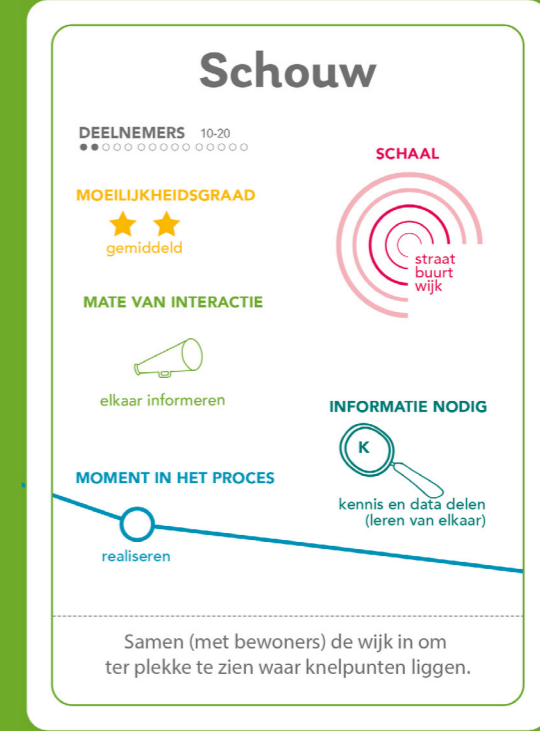 Schouw
DEELNEMERS 10-20
SCHAAL
MOEILIJKHEIDSGRAAD
gemiddeld
straat
buurt
wijk
MATE VAN INTERACTIE
elkaar informeren
INFORMATIE NODIG
K
kennis en data delen
(leren van elkaar)
MOMENT IN HET PROCES
realiseren
Samen (met bewoners) de wijk in om
ter plekke te zien waar knelpunten liggen.